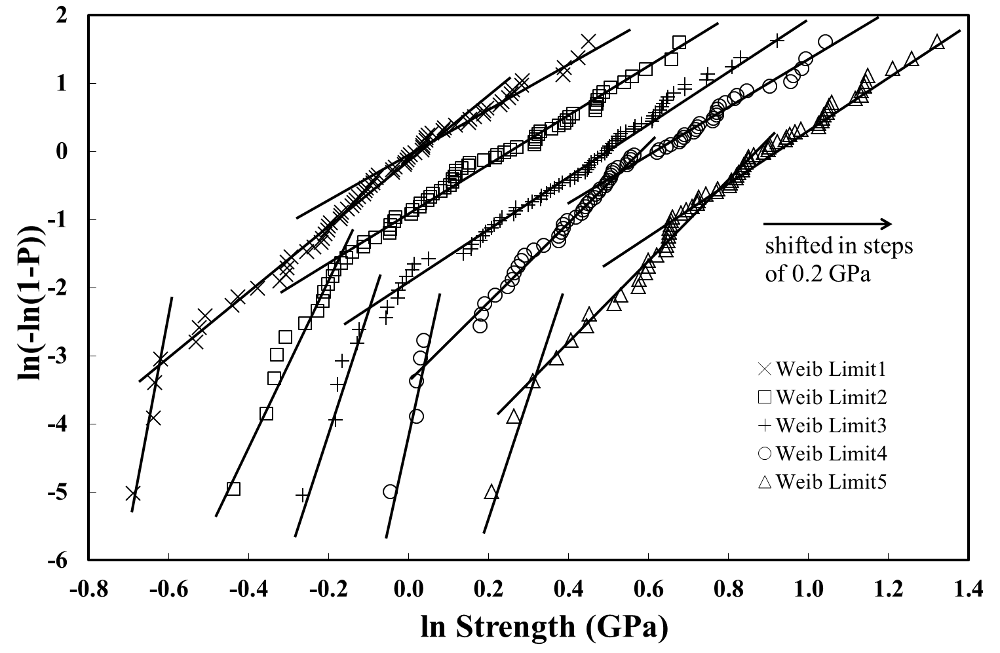 2
1
0
-1
-2
-3
-4
-5
-6
ln(-ln(1-P))
shifted in steps
of 0.2 GPa
Weib Limit1
Weib Limit2
Weib Limit3
Weib Limit4
Weib Limit5
-0.8 -0.6 -0.4 -0.2 0.0 0.2 0.4 0.6 0.8 1.0 1.2 1.4
ln Strength (GPa)